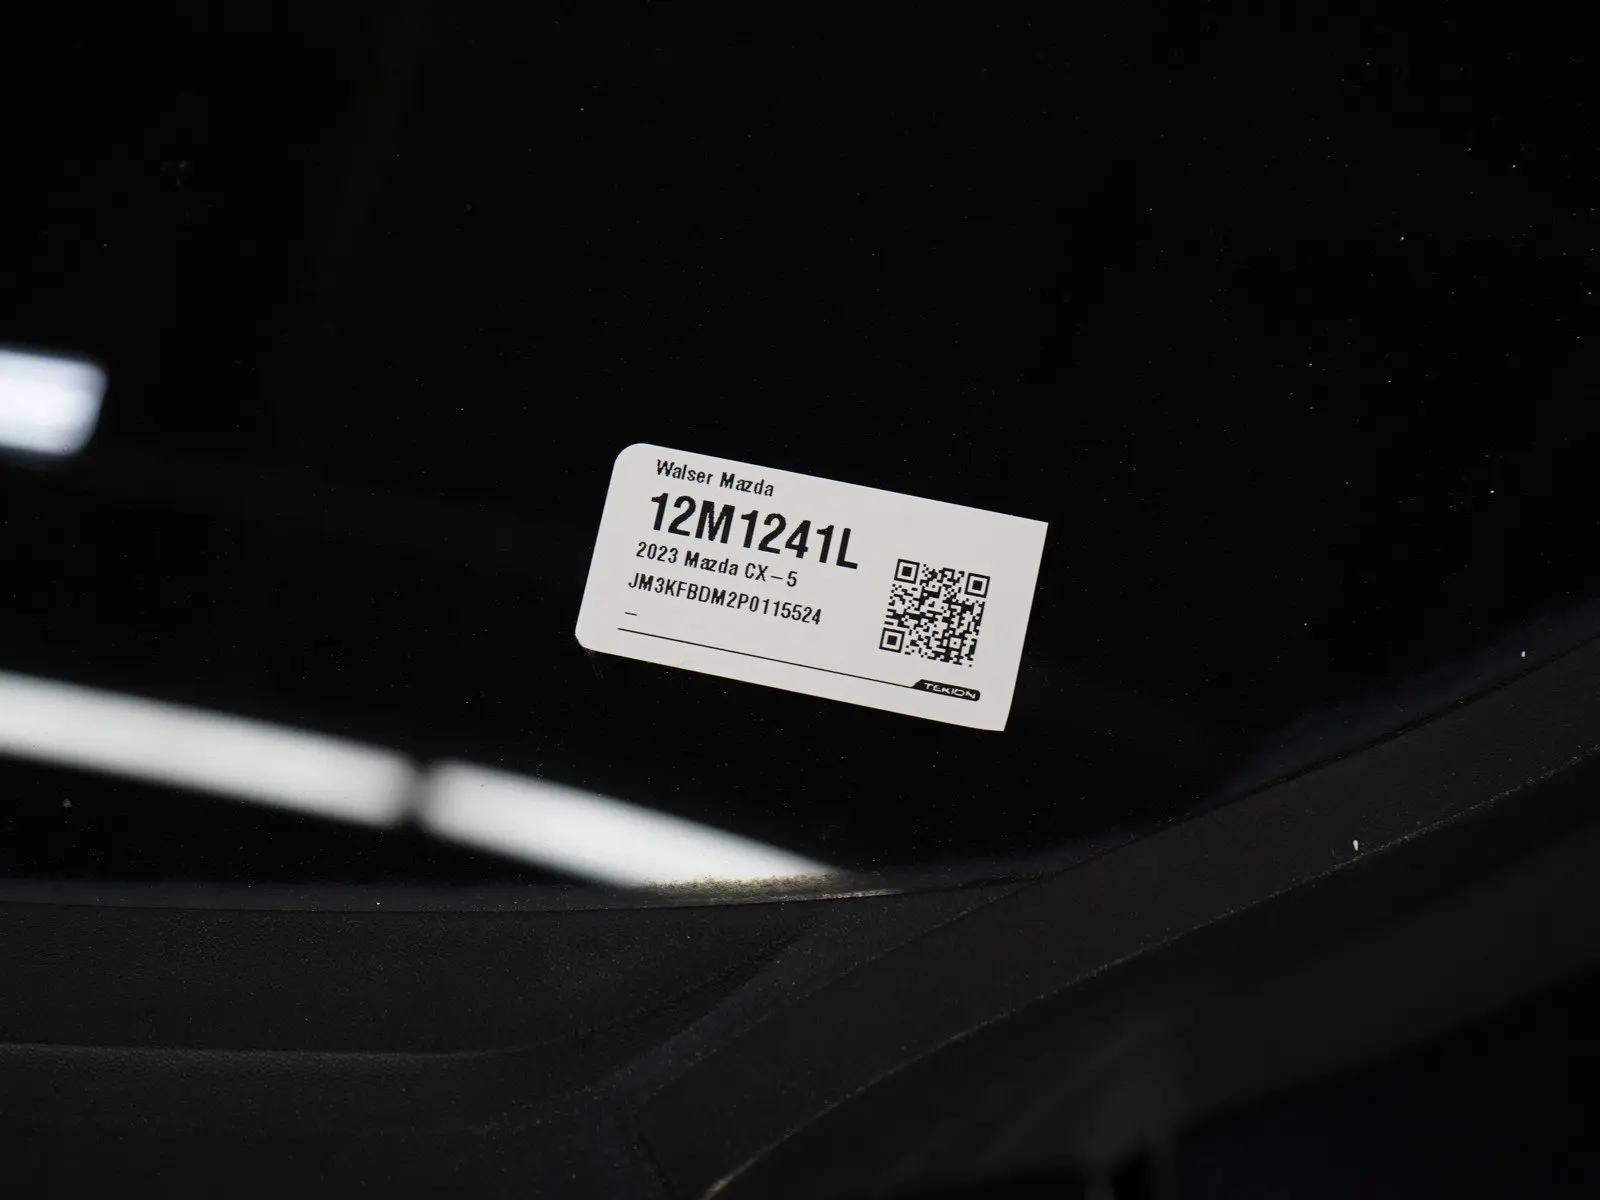 Walser Mazda
12M1241L
2023 Mazda CX-5
JM3KFBDM2P0115524
–
TEKION